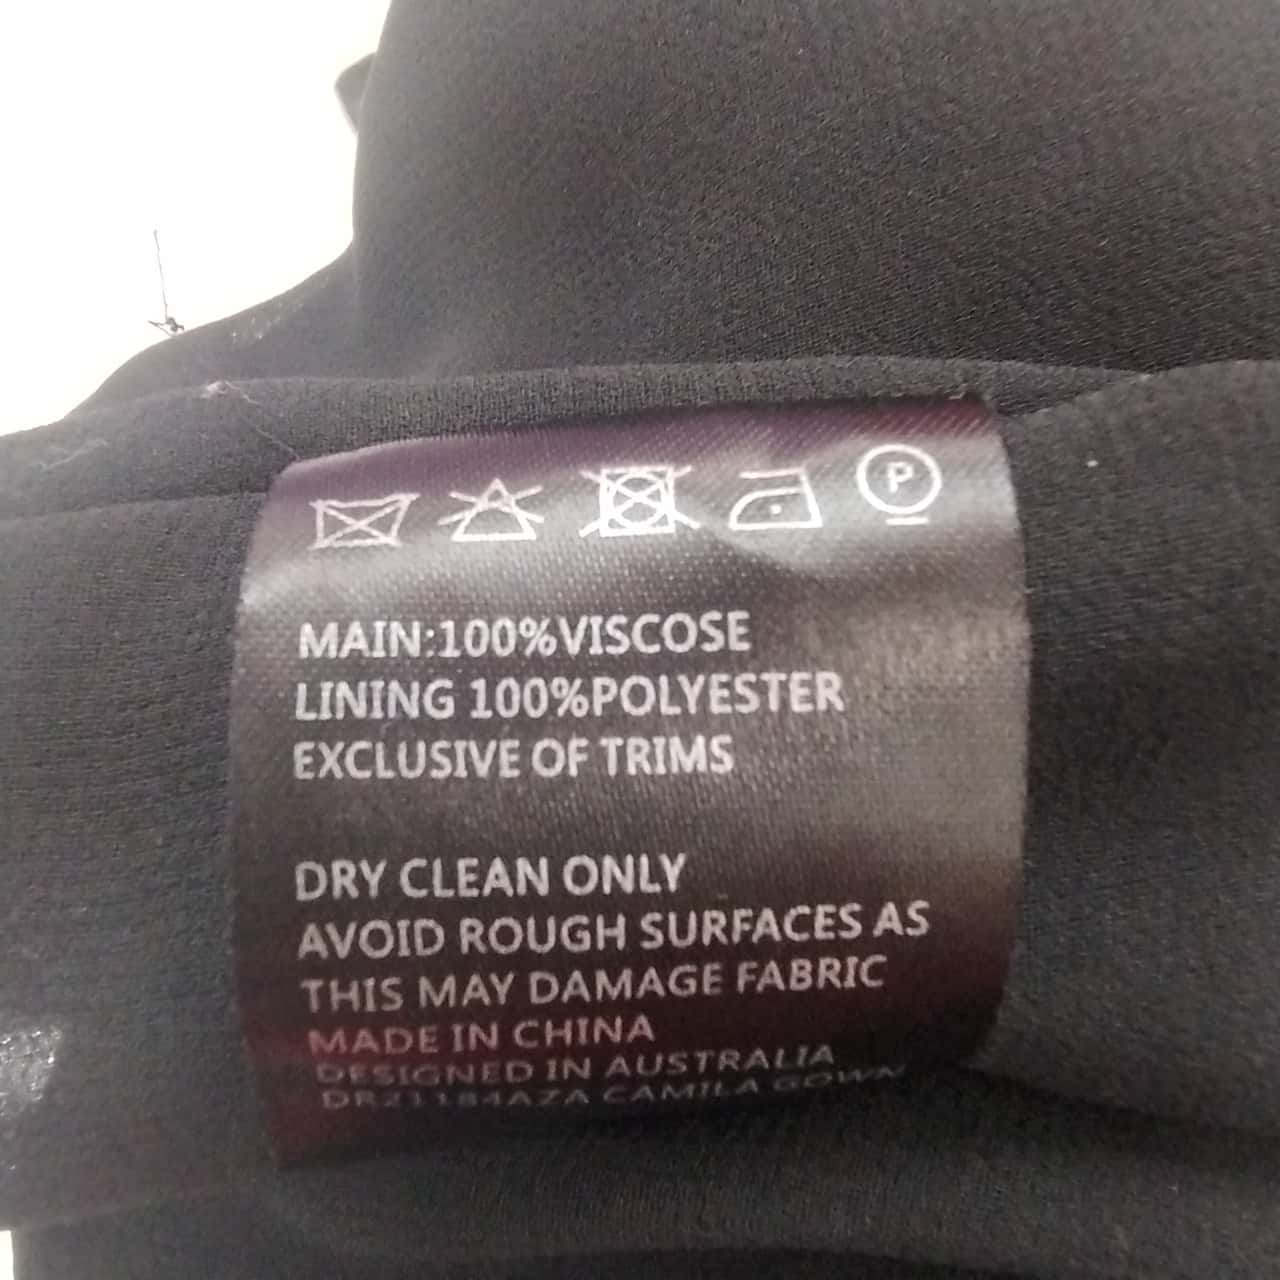 P
MAIN:100%VISCOSE
LINING 100%POLYESTER
EXCLUSIVE OF TRIMS
DRY CLEAN ONLY
AVOID ROUGH SURFACES AS
THIS MAY DAMAGE FABRIC
MADE IN CHINA
DESIGNED IN AUSTRALIA
DR21184AZA CAMILA GOWN